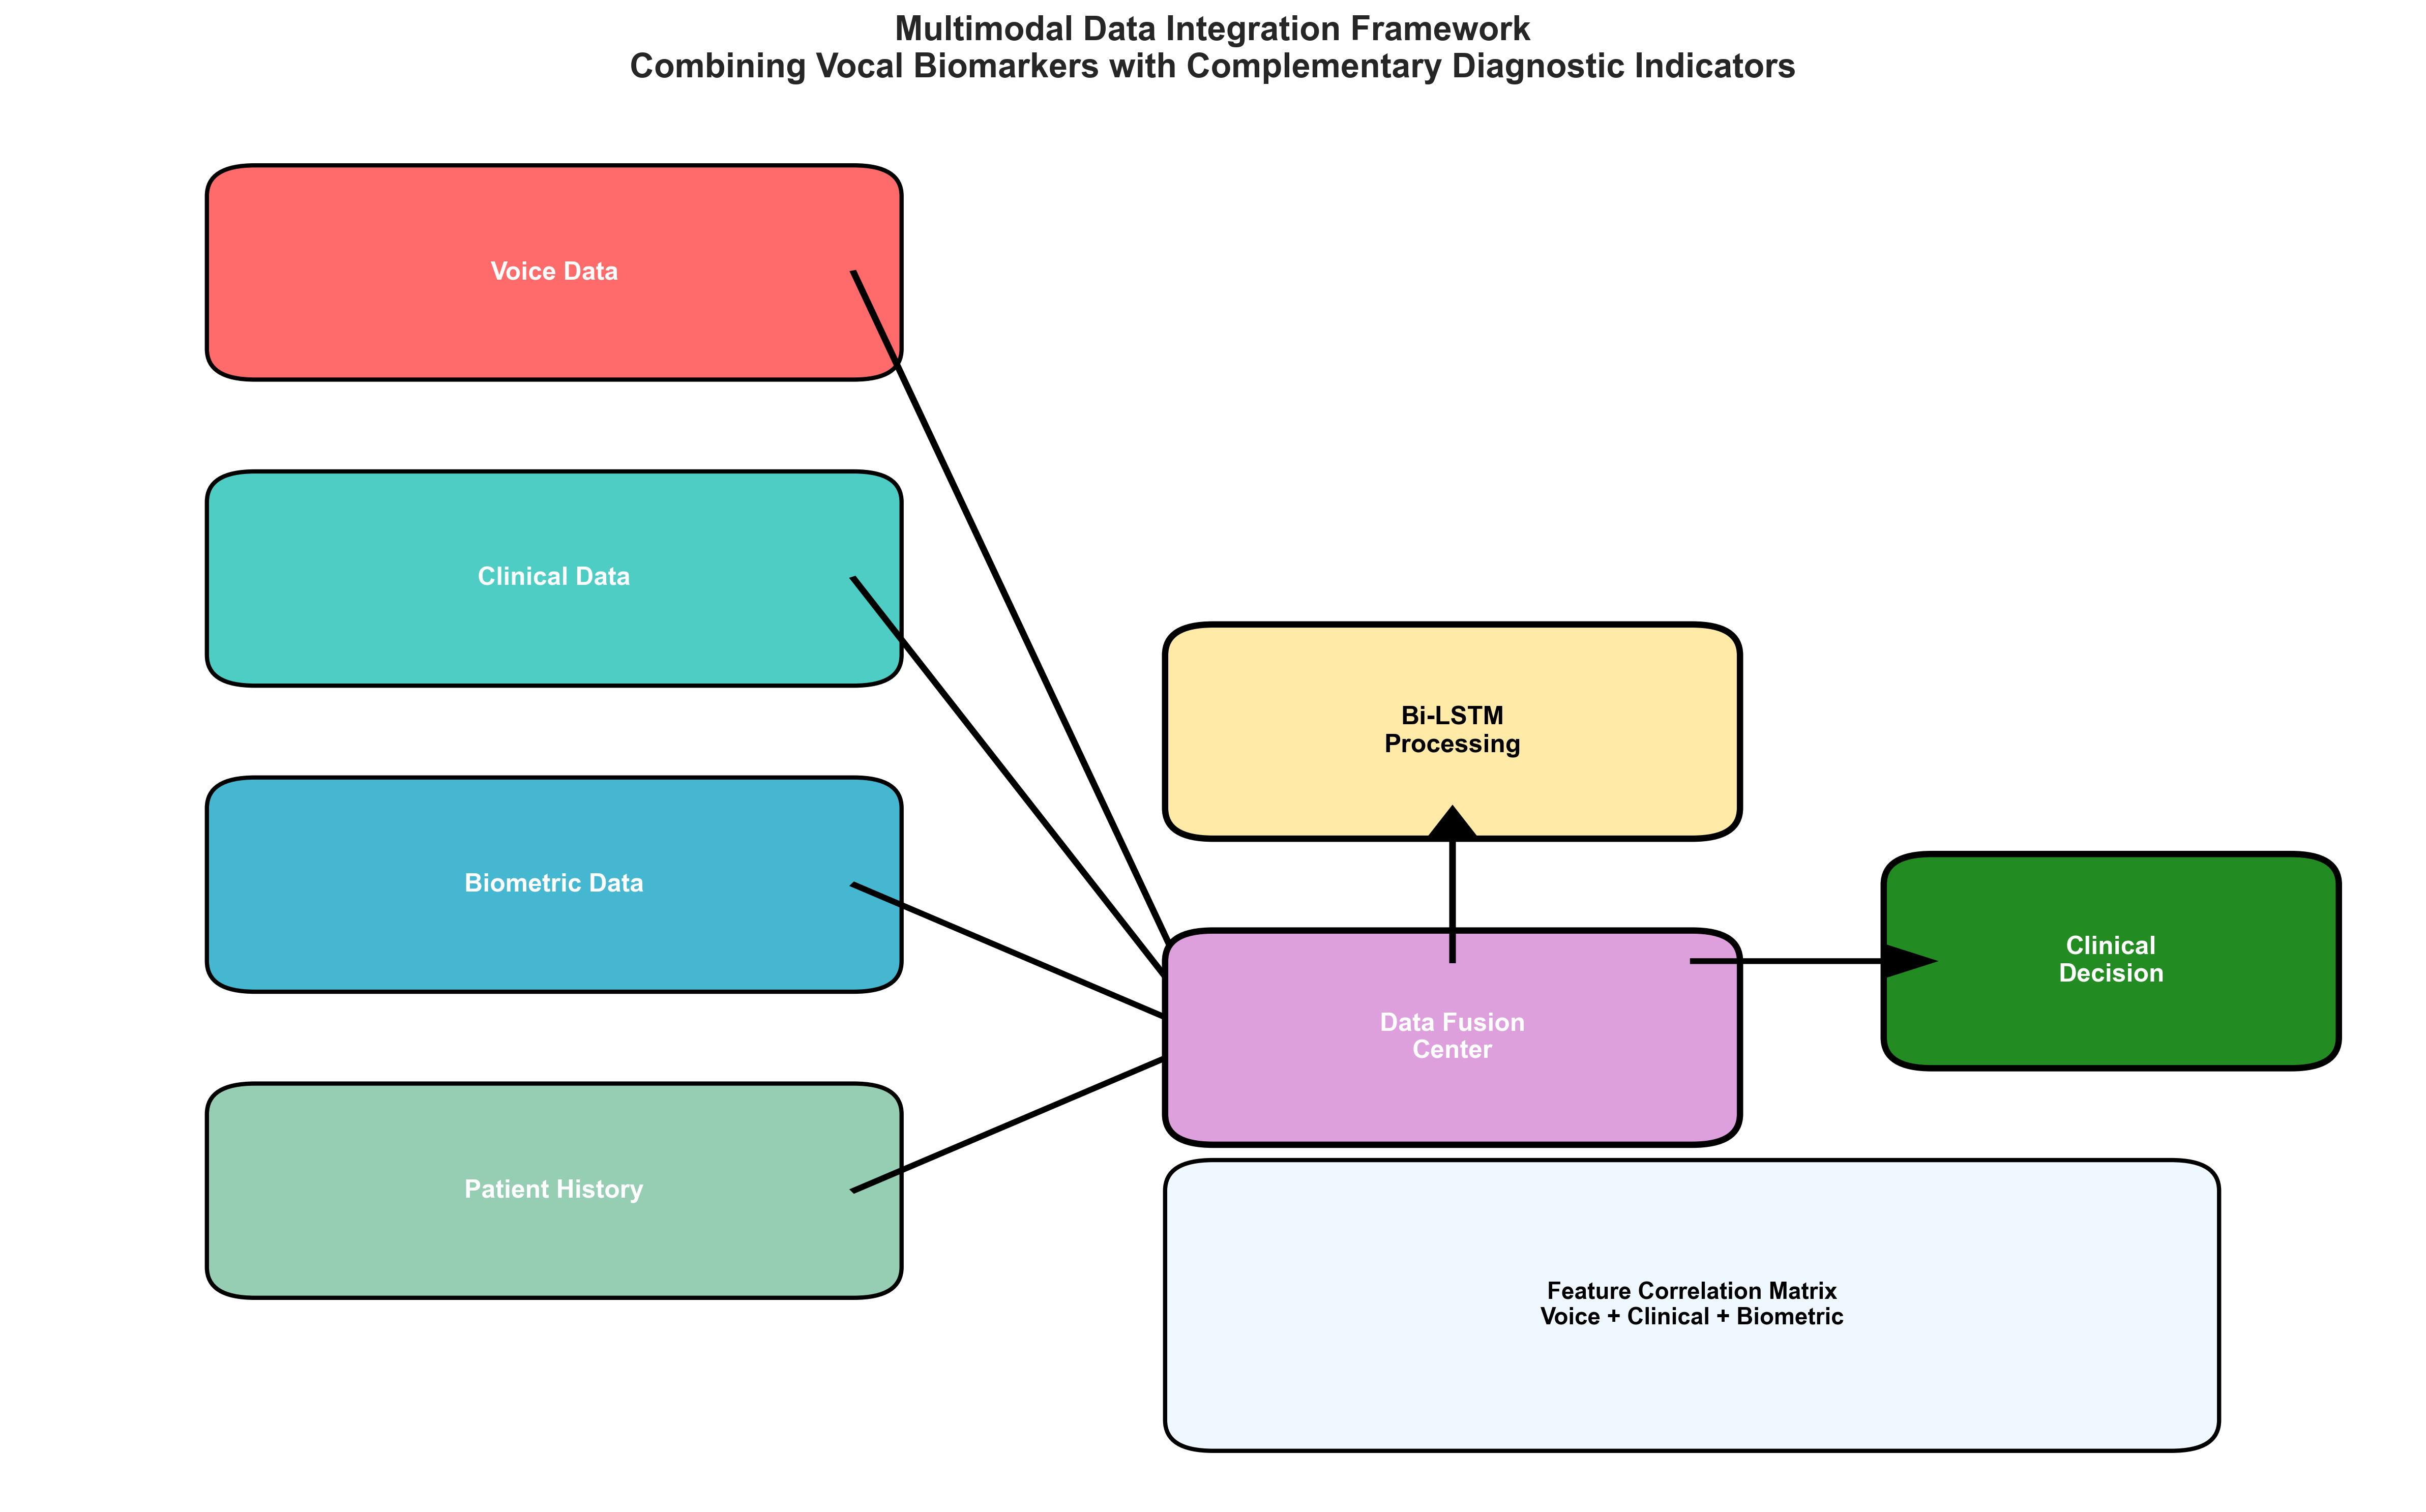 Multimodal Data Integration Framework
Combining Vocal Biomarkers with Complementary Diagnostic Indicators
Voice Data
Clinical Data
Biometric Data
Patient History
Bi-LSTM
Processing
Data Fusion
Center
Clinical
Decision
Feature Correlation Matrix
Voice + Clinical + Biometric